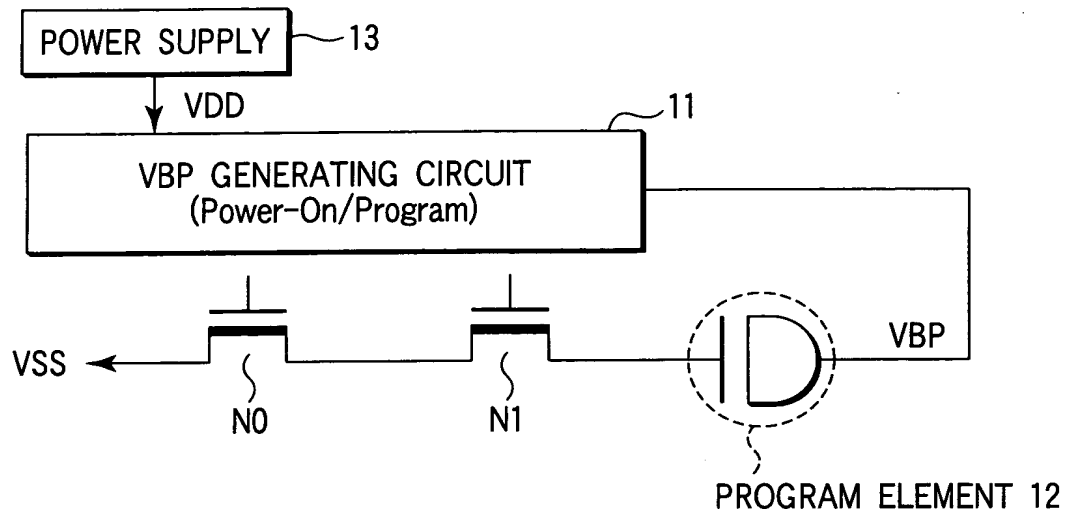 POWER SUPPLY
13
VDD
11
VBP GENERATING CIRCUIT
(Power-On/Program)
VSS
N0
N1
VBP
PROGRAM ELEMENT 12